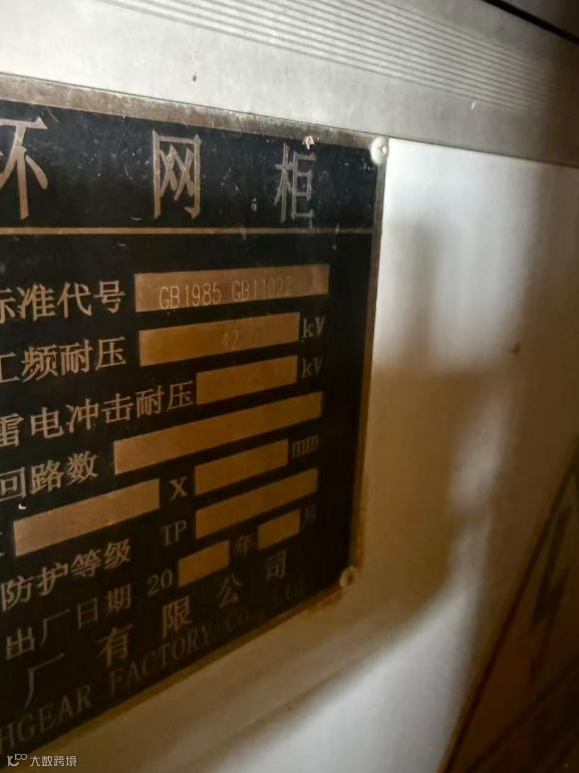 环网柜
标准代号 GB1985 GB11022
工频耐压 42 kV
雷电冲击耐压 kV
回路数
X mm
防护等级 IP
出厂日期 20 年 月
厂有限公司
HGEAR FACTORY Co., Ltd.
大数跨境